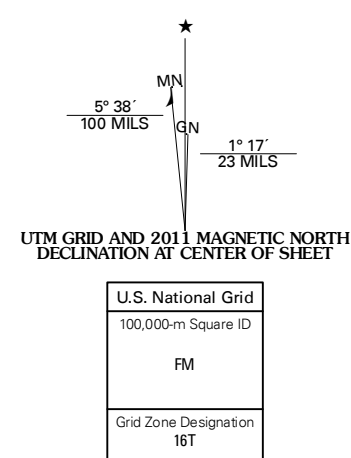 ★
MN
5° 38´
100 MILS
GN
1° 17´
23 MILS
UTM GRID AND 2011 MAGNETIC NORTH
DECLINATION AT CENTER OF SHEET
U.S. National Grid
100,000-m Square ID
FM
Grid Zone Designation
16T